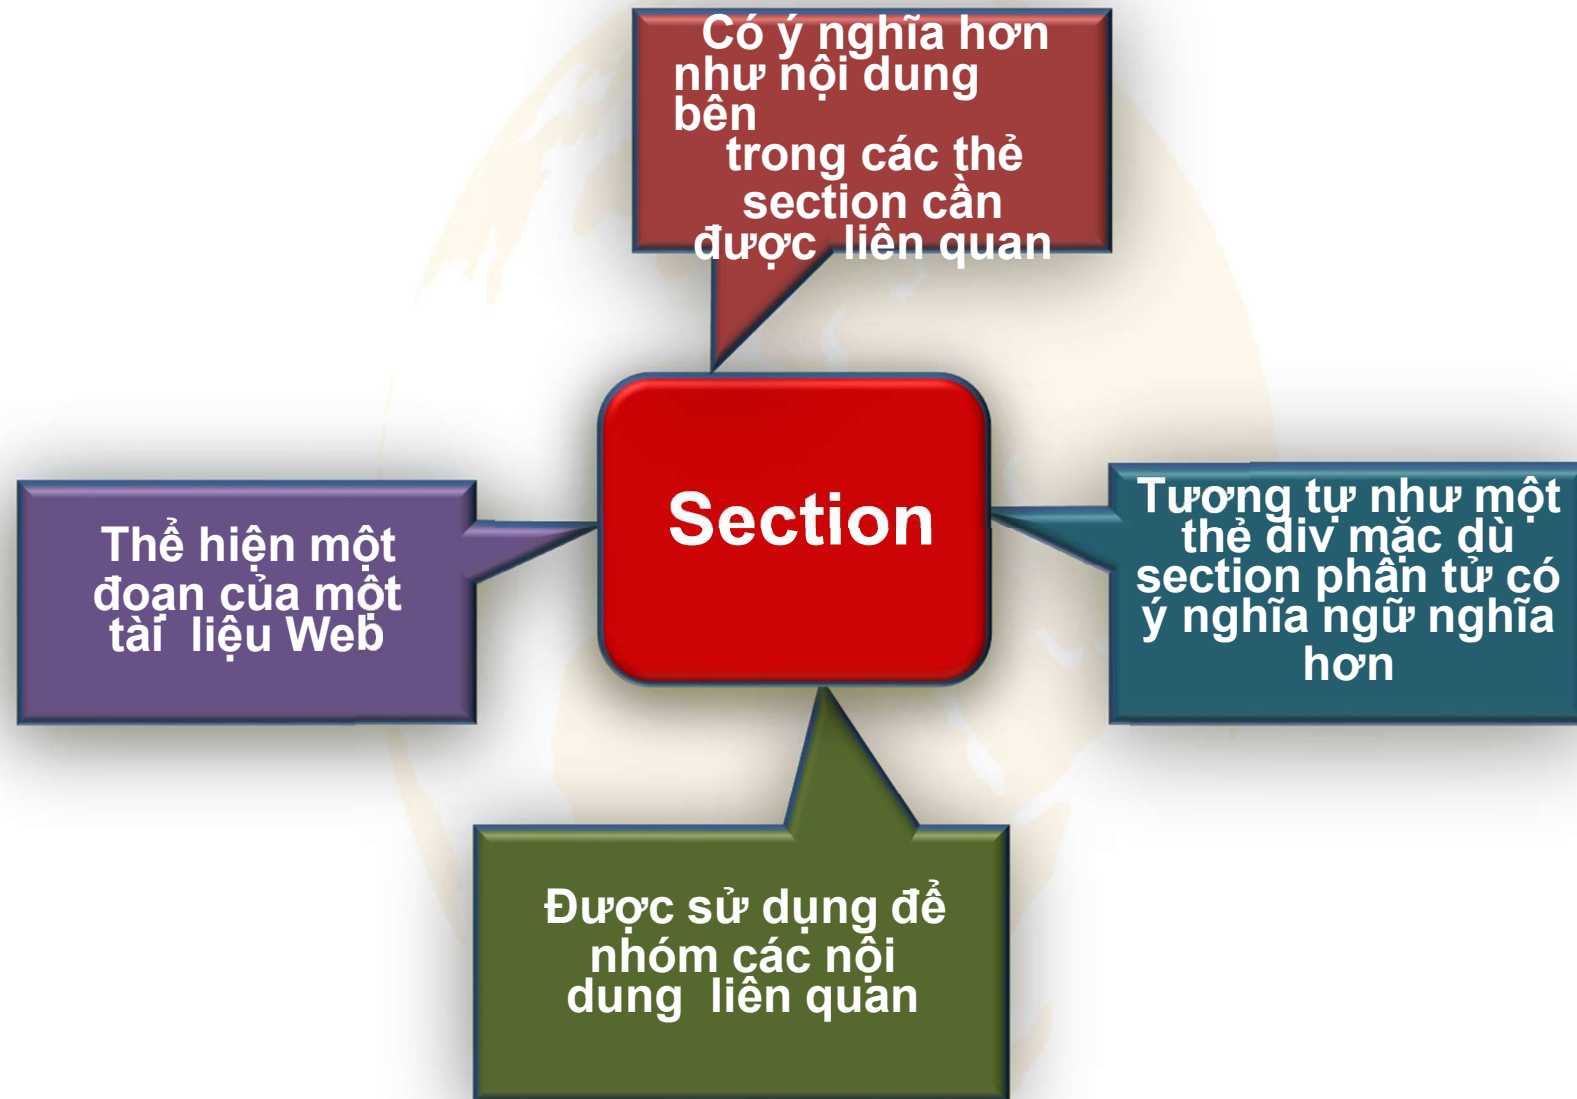 Có ý nghĩa hơn
như nội dung
bên
trong các thẻ
section cần
được liên quan
Section
Thể hiện một
đoạn của một
tài liệu Web
Tương tự như một
thẻ div mặc dù
section phần tử có
ý nghĩa ngữ nghĩa
hơn
Được sử dụng để
nhóm các nội
dung liên quan